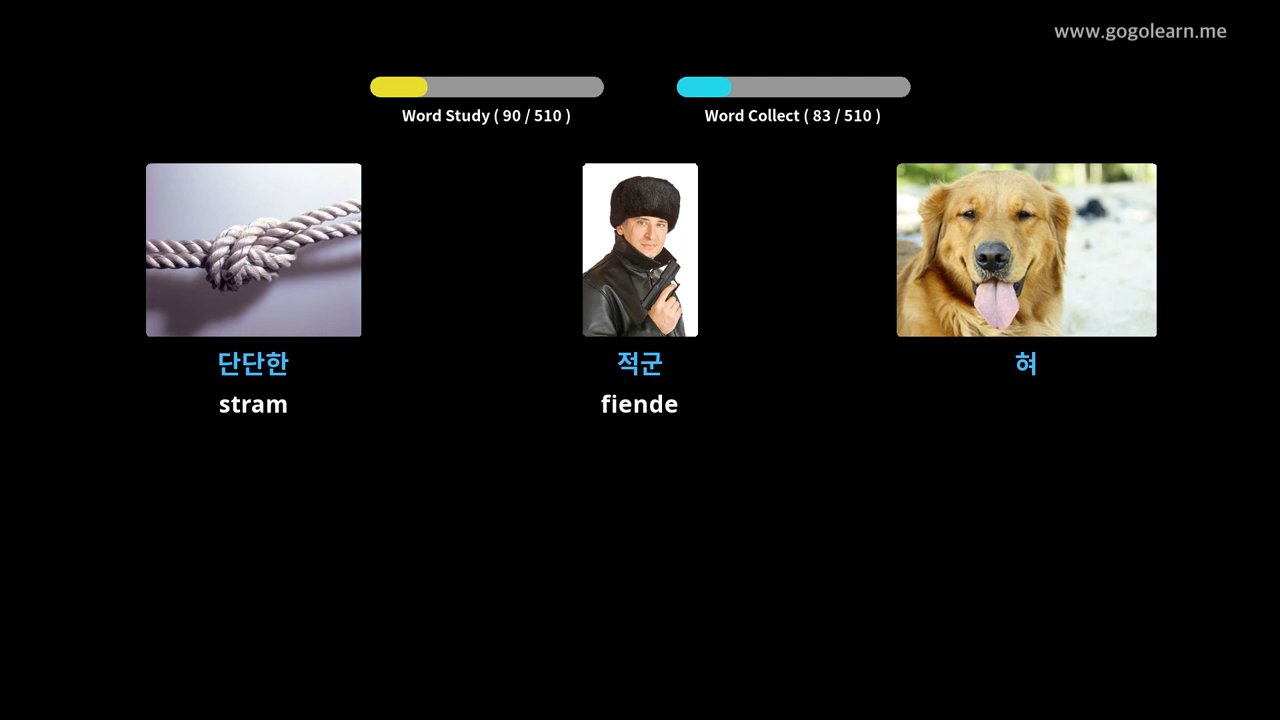 www.gogolearn.me
Word Study ( 90 / 510 )
Word Collect ( 83 / 510 )
단단한
stram
적군
fiende
혀